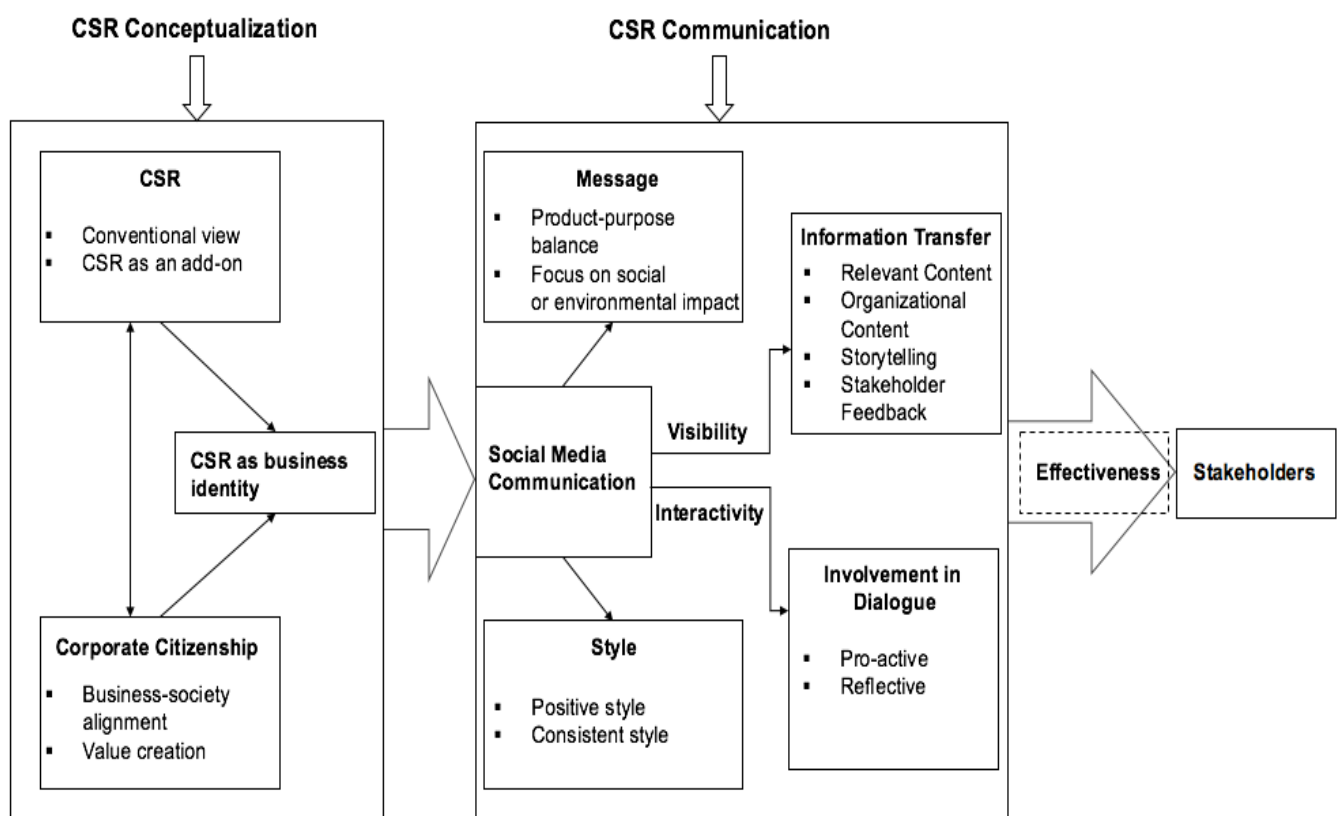 CSR Conceptualization
CSR
▪ Conventional view
▪ CSR as an add-on
CSR as business
identity
Corporate Citizenship
▪ Business-society
alignment
▪ Value creation
CSR Communication
Message
▪ Product-purpose
balance
▪ Focus on social
or environmental impact
Social Media
Communication
Visibility
Interactivity
Style
▪ Positive style
▪ Consistent style
Information Transfer
▪ Relevant Content
▪ Organizational
Content
▪ Storytelling
▪ Stakeholder
Feedback
Involvement in
Dialogue
▪ Pro-active
▪ Reflective
Effectiveness
Stakeholders